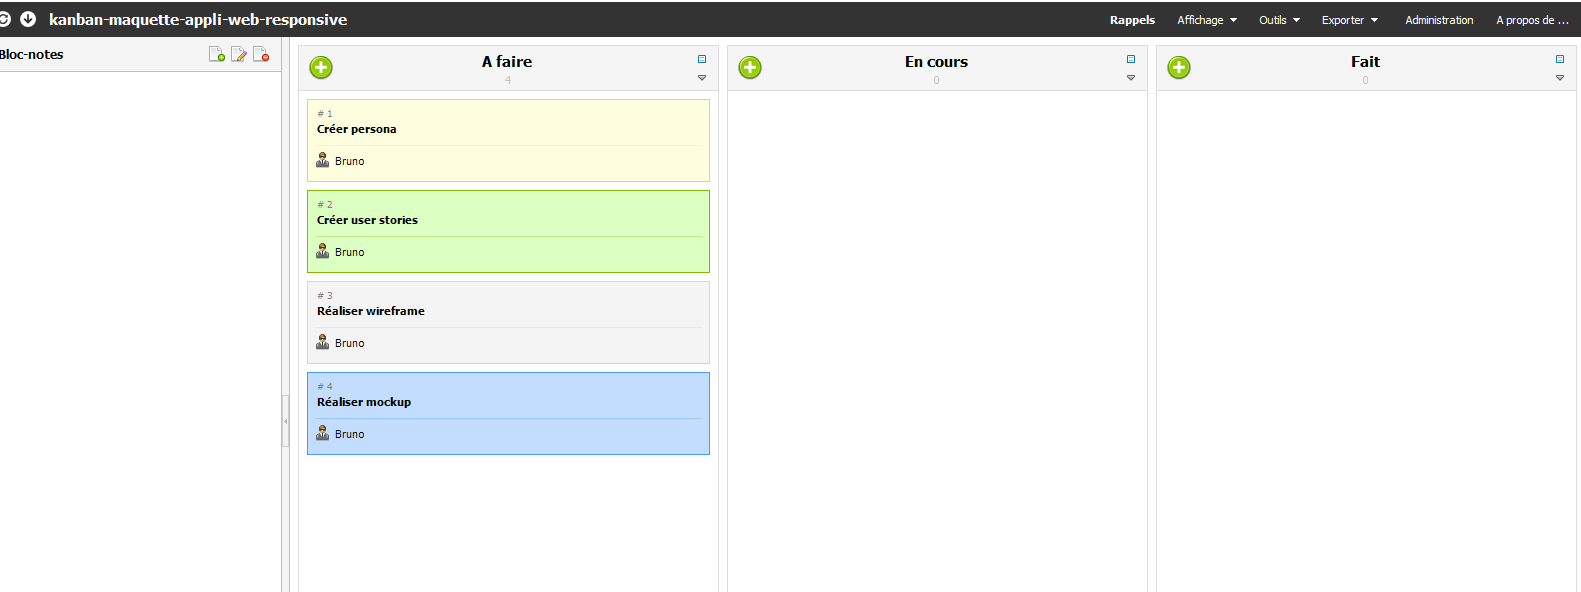 kanban-maquette-appli-web-responsive
Rappels Affichage Outils Exporter Administration A propos de ...
Bloc-notes
A faire
4
# 1
Créer persona
Bruno
# 2
Créer user stories
Bruno
# 3
Réaliser wireframe
Bruno
# 4
Réaliser mockup
Bruno
En cours
0
Fait
0